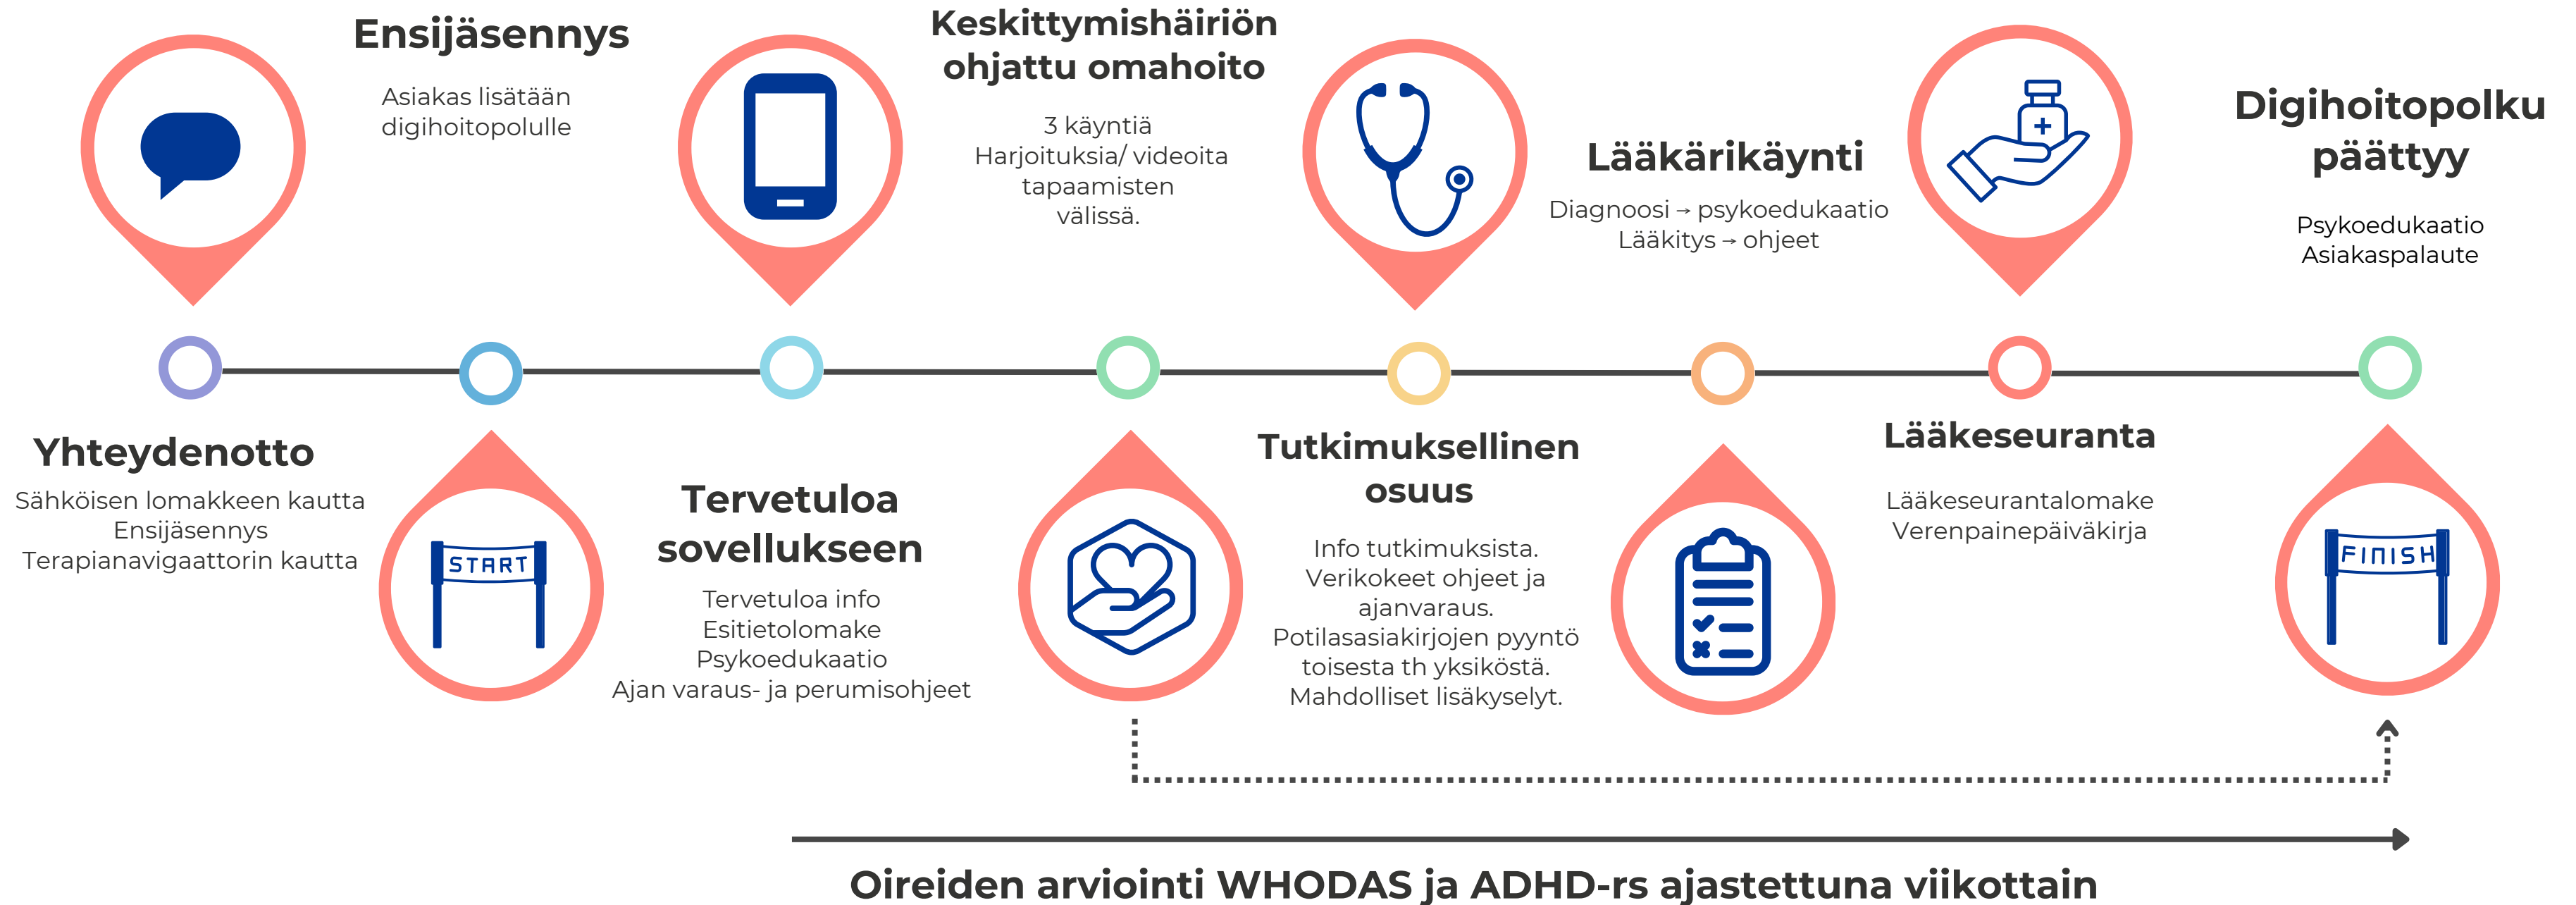 Yhteydenotto
Sähköisen lomakkeen kautta
Ensijäsennys
Terapianavigaattorin kautta
Ensijäsennys
Asiakas lisätään
digihoitopolulle
START
Tervetuloa
sovellukseen
Tervetuloa info
Esitietolomake
Psykoedukaatio
Ajan varaus- ja perumisohjeet
Keskittymishäiriön
ohjattu omahoito
3 käyntiä
Harjoituksia/ videoita
tapaamisten
välissä.
Tutkimuksellinen
osuus
Info tutkimuksista.
Verikokeet ohjeet ja
ajanvaraus.
Potilasasiakirjojen pyyntö
toisesta th yksiköstä.
Mahdolliset lisäkyselyt.
Lääkärikäynti
Diagnoosi → psykoedukaatio
Lääkitys → ohjeet
Lääkeseuranta
Lääkeseurantalomake
Verenpainepäiväkirja
Digihoitopolku
päättyy
Psykoedukaatio
Asiakaspalaute
FINISH
Oireiden arviointi WHODAS ja ADHD-rs ajastettuna viikottain